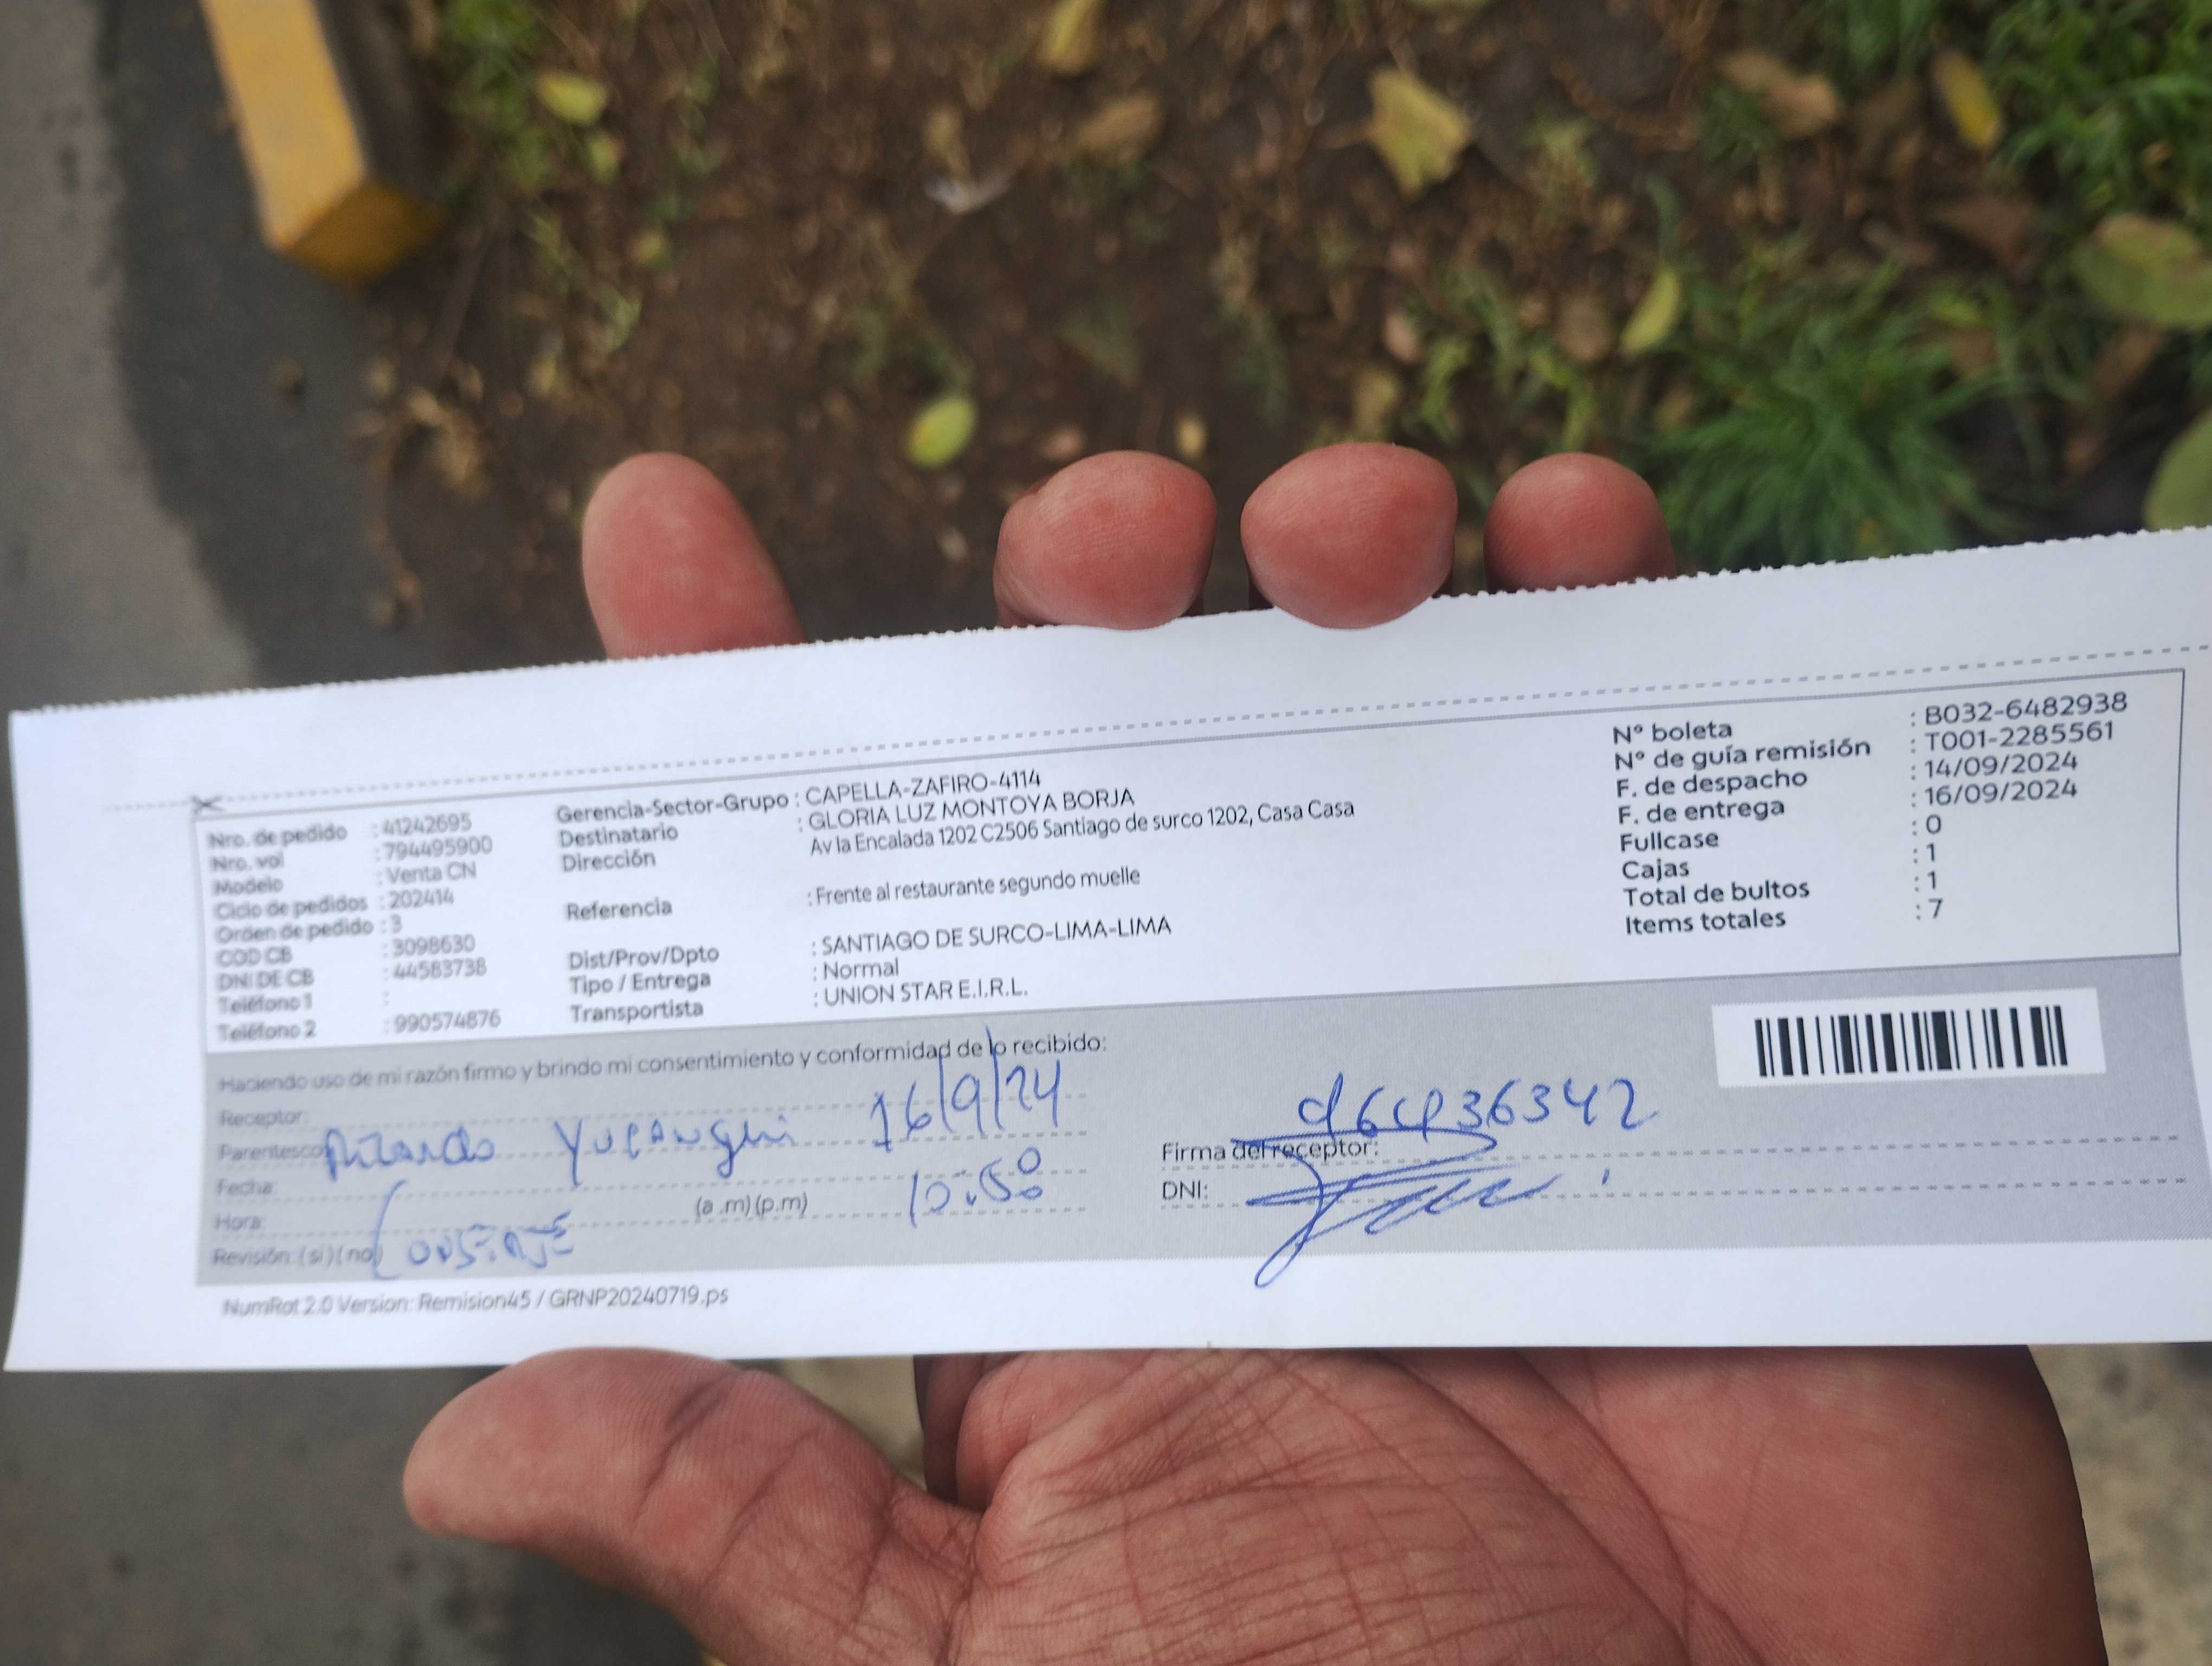 Nro. de pedido : 41242695
Nro. vol : 794495900
Modelo : Venta CN
Ciclo de pedidos : 202414
Orden de pedido : 3
COD CB : 3098630
DNI DE CB : 44583738
Teléfono 1 :
Teléfono 2 : 990574876
Gerencia-Sector-Grupo : CAPELLA-ZAFIRO-4114
Destinatario : GLORIA LUZ MONTOYA BORJA
Dirección Av la Encalada 1202 C2506 Santiago de surco 1202, Casa Casa
Referencia : Frente al restaurante segundo muelle
Dist/Prov/Dpto : SANTIAGO DE SURCO-LIMA-LIMA
Tipo / Entrega : Normal
Transportista : UNION STAR E.I.R.L.
N° boleta : B032-6482938
N° de guía remisión : T001-2285561
F. de despacho : 14/09/2024
F. de entrega : 16/09/2024
Fullcase : 0
Cajas : 1
Total de bultos : 1
Items totales : 7
Haciendo uso de mi razón firmo y brindo mi consentimiento y conformidad de lo recibido:
Receptor:
Parentesco 16/9/24
Fecha:
Hora: (a .m) (p.m) 10:50
Revisión: (si) (no)
Firma del receptor:
DNI:
NumRot 2.0 Version: Remision45 / GRNP20240719.ps